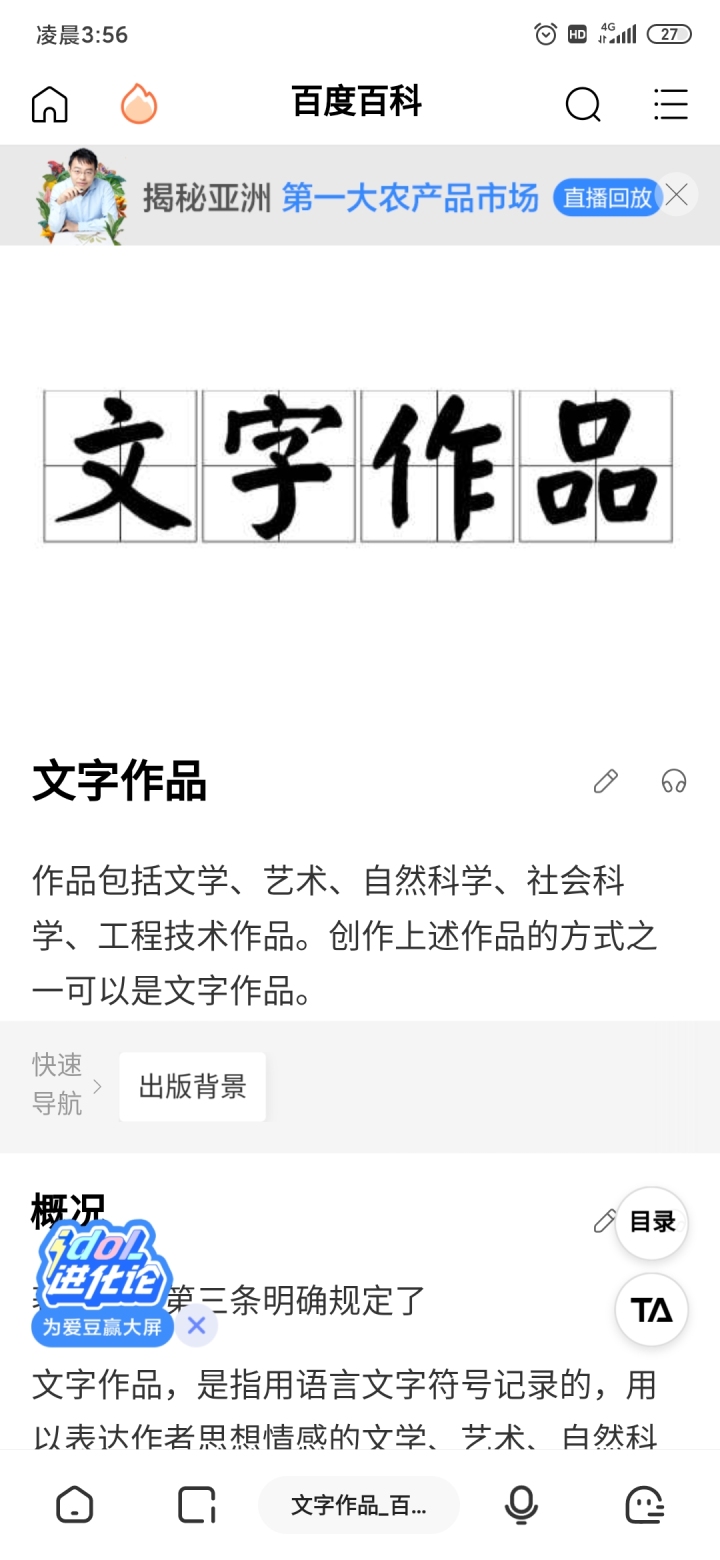 凌晨3:56
HD
4G
27
百度百科
揭秘亚洲 第一大农产品市场 直播回放
文字作品
文字作品
作品包括文学、艺术、自然科学、社会科
学、工程技术作品。创作上述作品的方式之
一可以是文字作品。
快速
导航
出版背景
概况
目录
idol
进化论
为爱豆赢大屏
第三条明确规定了
TA
文字作品，是指用语言文字符号记录的，用
以表达作者思想情感的文学、艺术、自然科
文字作品_百...